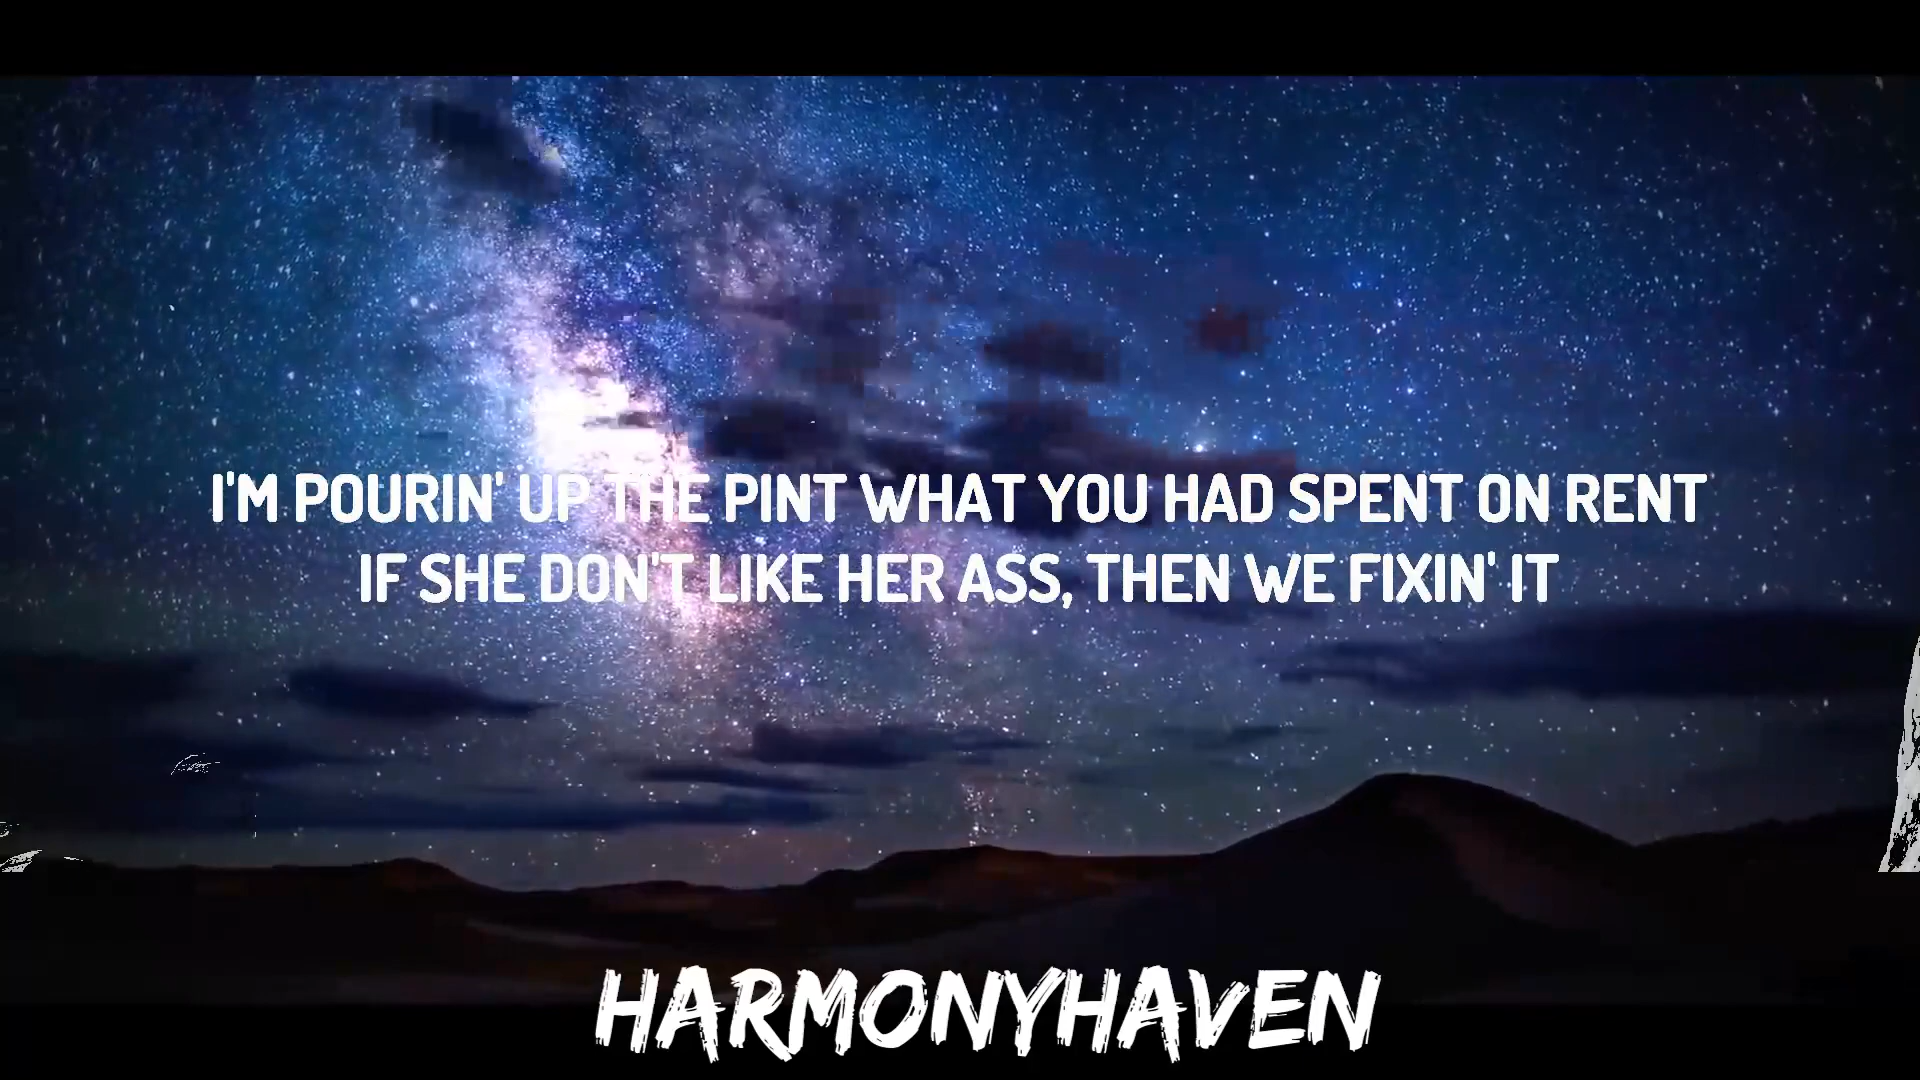 I'M POURIN' UP THE PINT WHAT YOU HAD SPENT ON RENT
IF SHE DON'T LIKE HER ASS, THEN WE FIXIN' IT
HARMONYHAVEN